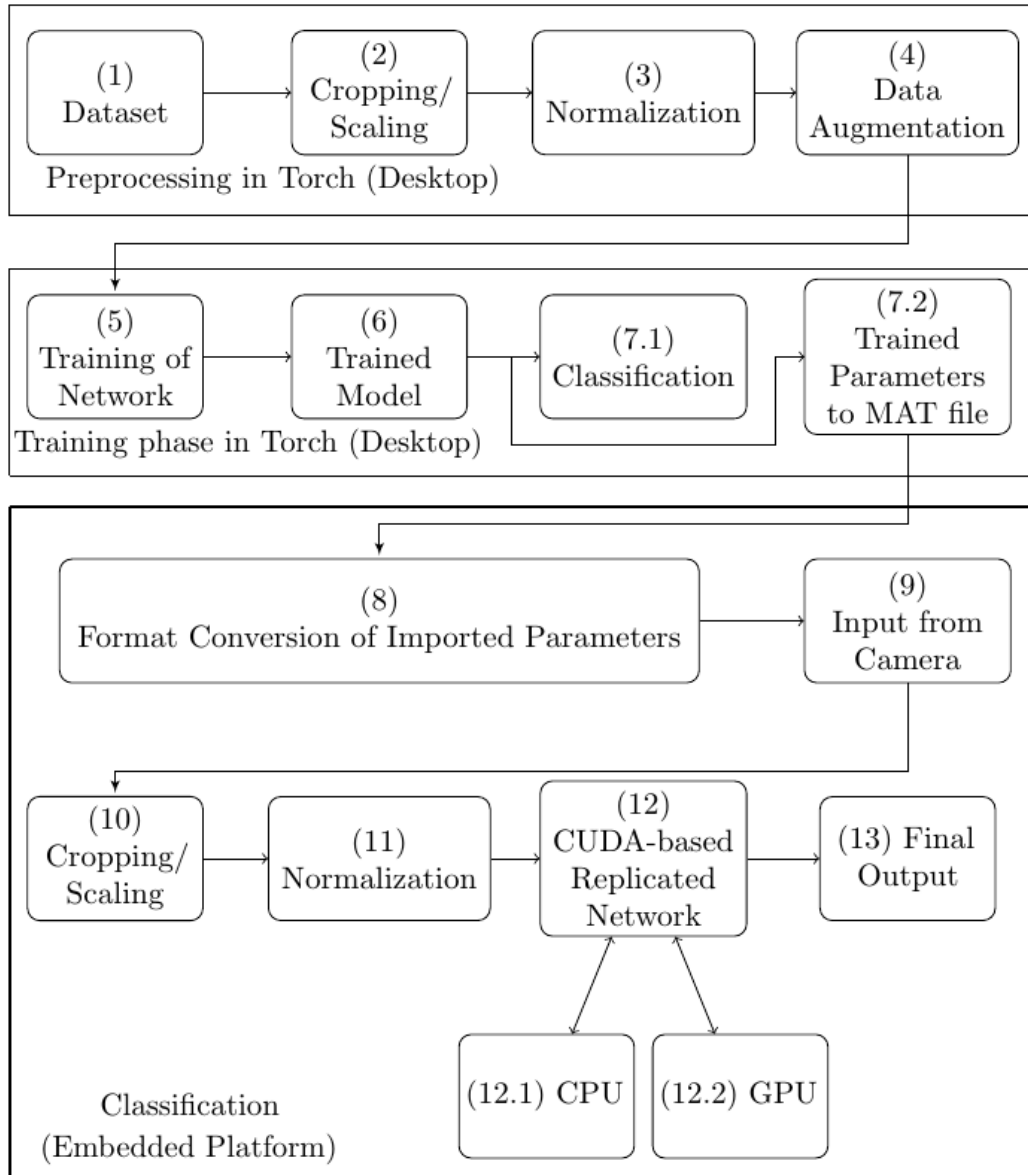 (1)
Dataset
(2)
Cropping/
Scaling
(3)
Normalization
(4)
Data
Augmentation
Preprocessing in Torch (Desktop)
(5)
Training of
Network
(6)
Trained
Model
(7.1)
Classification
(7.2)
Trained
Parameters
to MAT file
Training phase in Torch (Desktop)
(8)
Format Conversion of Imported Parameters
(9)
Input from
Camera
(10)
Cropping/
Scaling
(11)
Normalization
(12)
CUDA-based
Replicated
Network
(13) Final
Output
(12.1) CPU
(12.2) GPU
Classification
(Embedded Platform)